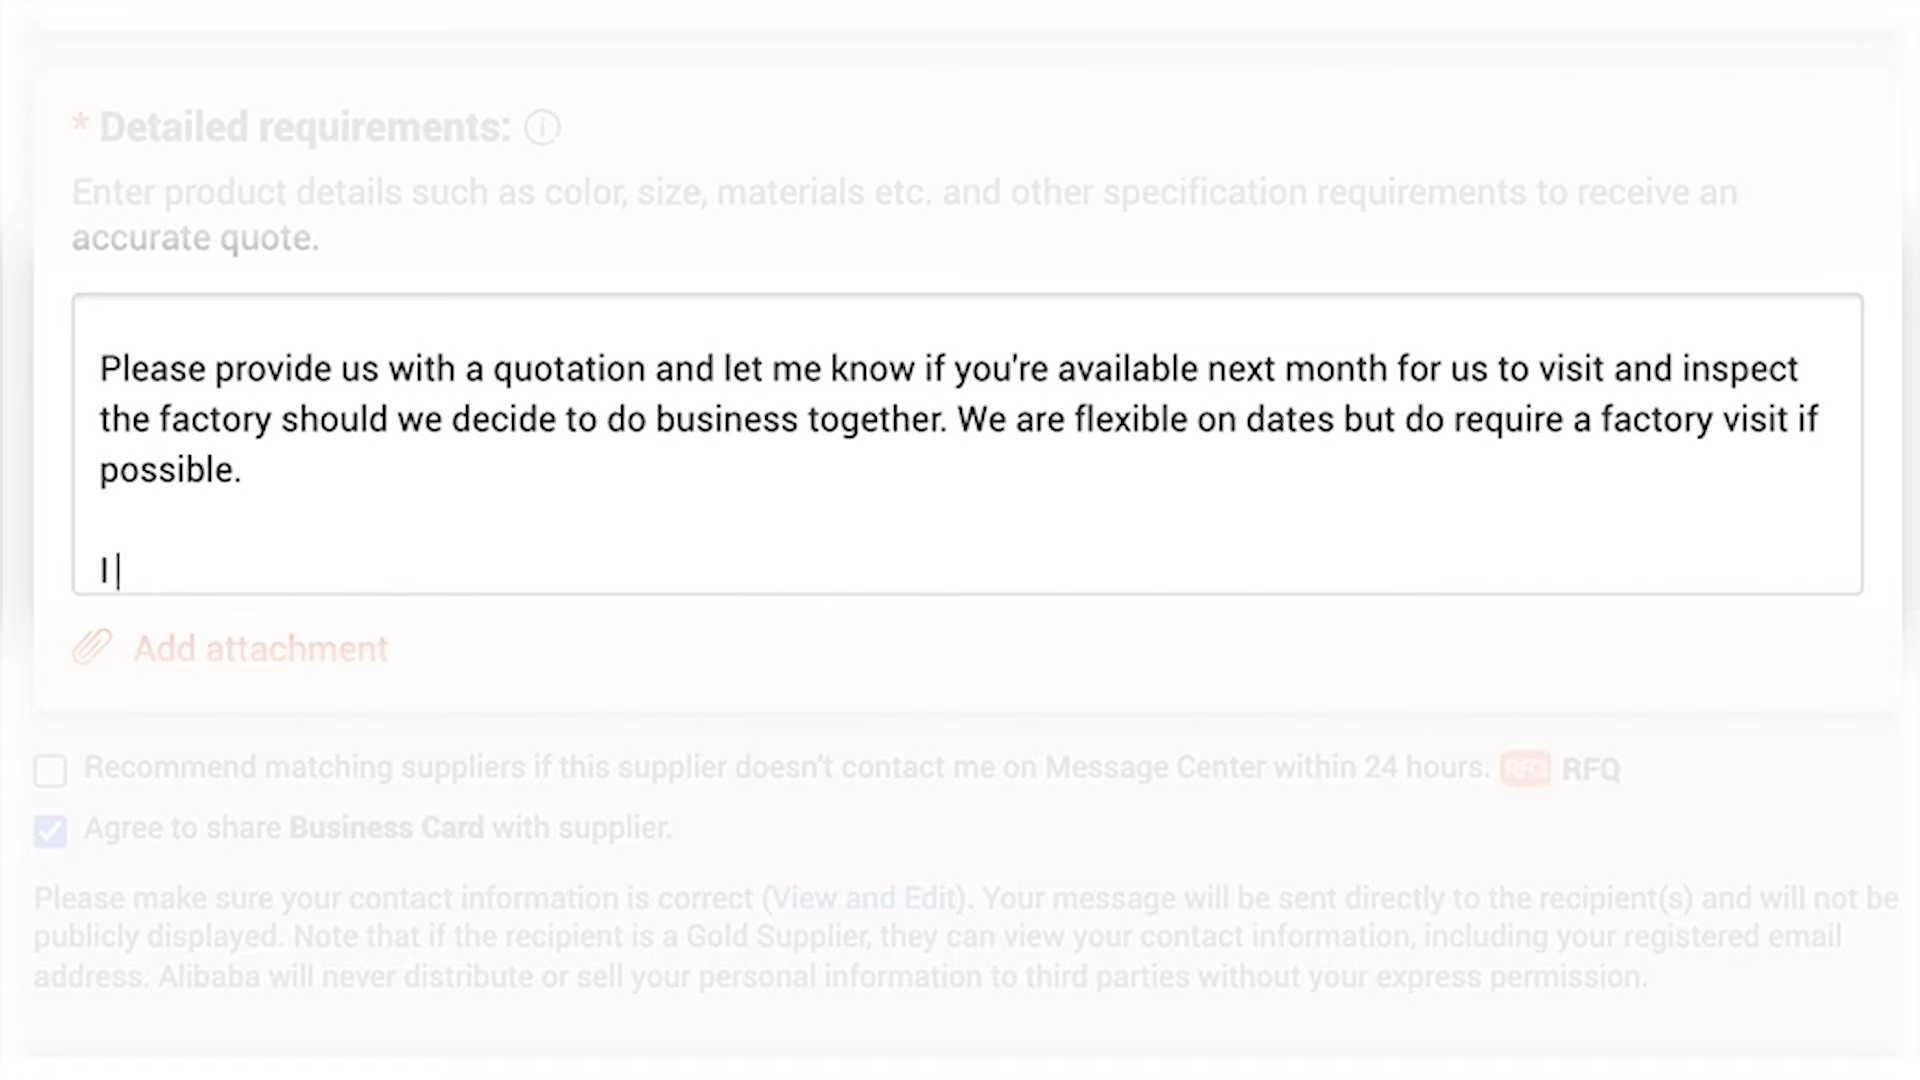 * Detailed requirements:
Enter product details such as color, size, materials etc. and other specification requirements to receive an
accurate quote.
Please provide us with a quotation and let me know if you're available next month for us to visit and inspect
the factory should we decide to do business together. We are flexible on dates but do require a factory visit if
possible.
I
Add attachment
Recommend matching suppliers if this supplier doesn't contact me on Message Center within 24 hours. RFQ RFQ
Agree to share Business Card with supplier.
Please make sure your contact information is correct (View and Edit). Your message will be sent directly to the recipient(s) and will not be
publicly displayed. Note that if the recipient is a Gold Supplier, they can view your contact information, including your registered email
address. Alibaba will never distribute or sell your personal information to third parties without your express permission.